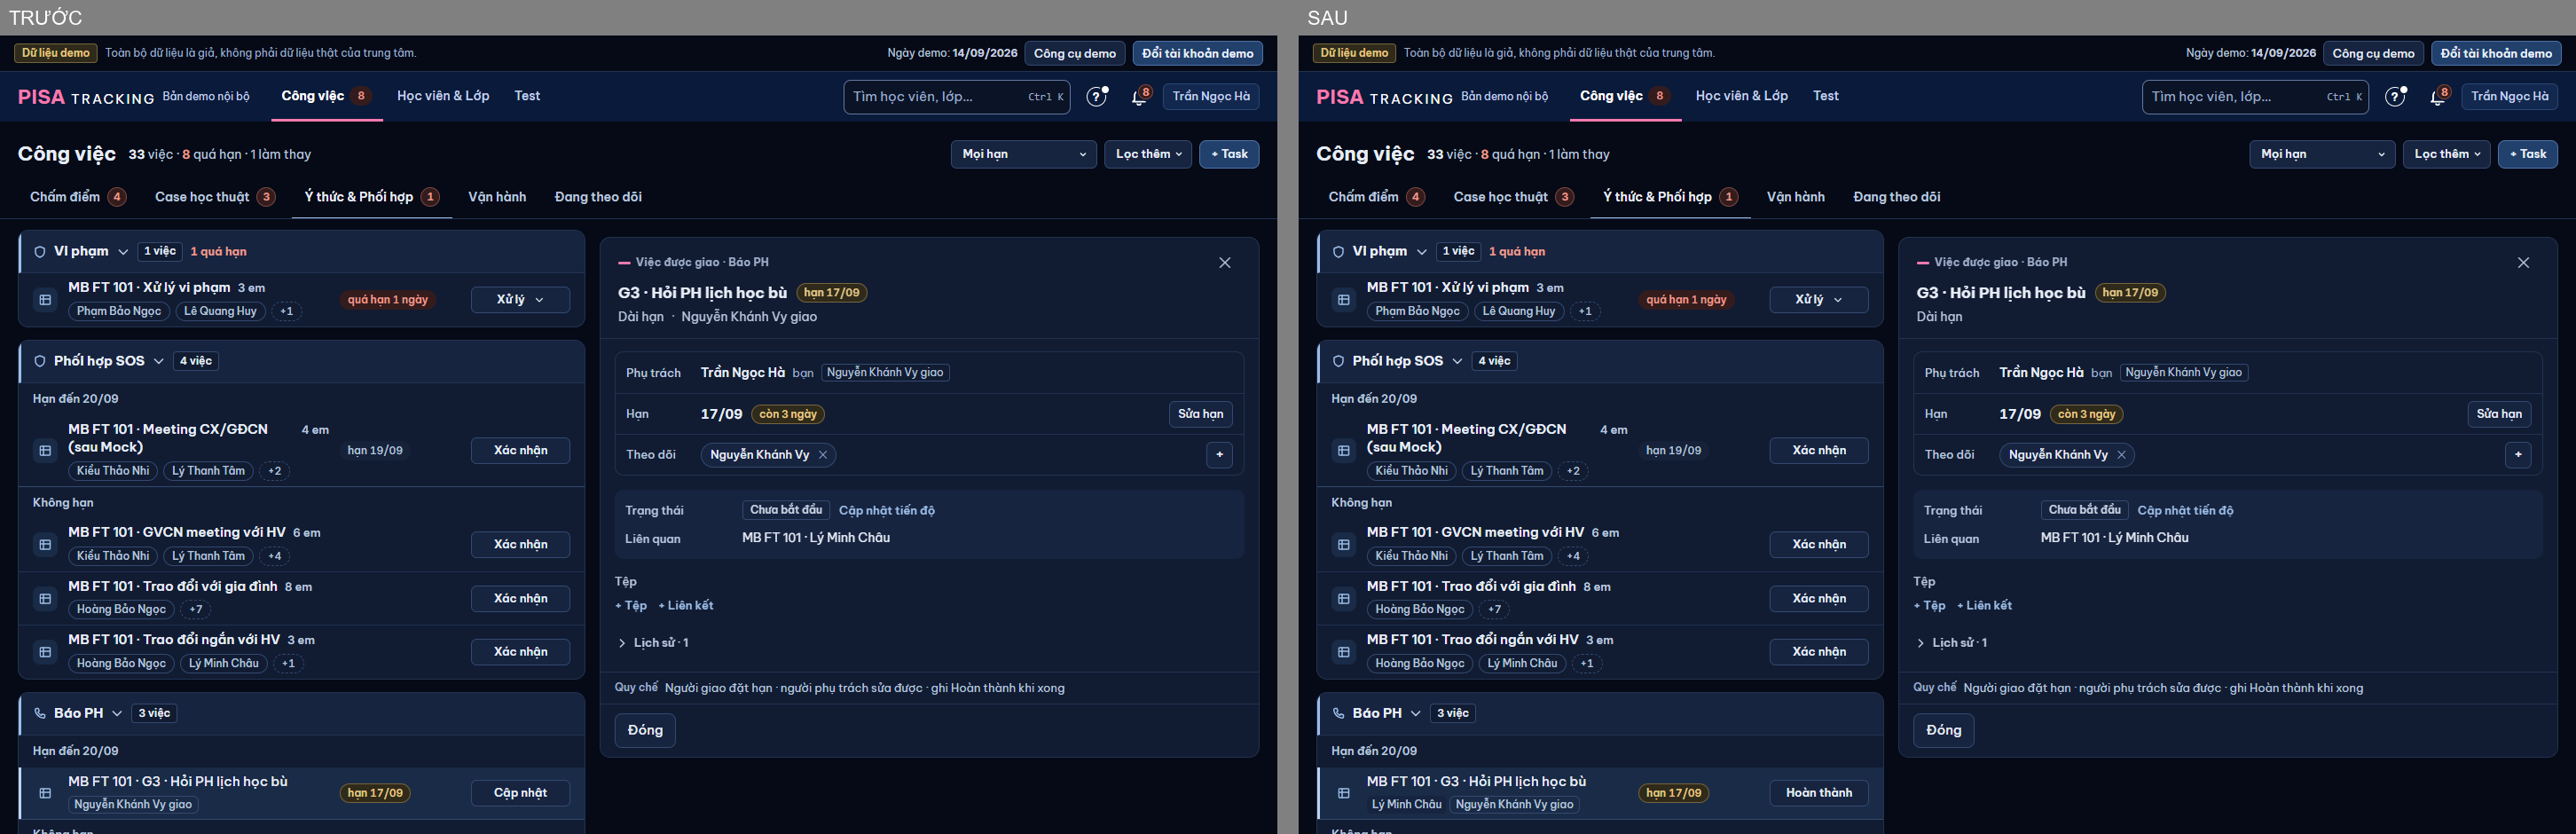 TRƯỚC
Dữ liệu demo Toàn bộ dữ liệu là giả, không phải dữ liệu thật của trung tâm. Ngày demo: 14/09/2026 Công cụ demo Đổi tài khoản demo
PISA TRACKING Bản demo nội bộ Công việc 8 Học viên & Lớp Test Tìm học viên, lớp... Ctrl K ? 8 Trần Ngọc Hà
Công việc 33 việc · 8 quá hạn · 1 làm thay Mọi hạn Lọc thêm + Task
Chấm điểm 4 Case học thuật 3 Ý thức & Phối hợp 1 Vận hành Đang theo dõi
Vi phạm 1 việc 1 quá hạn
MB FT 101 · Xử lý vi phạm 3 em quá hạn 1 ngày Xử lý
Phạm Bảo Ngọc Lê Quang Huy +1
Phối hợp SOS 4 việc
Hạn đến 20/09
MB FT 101 · Meeting CX/GĐCN (sau Mock) 4 em hạn 19/09 Xác nhận
Kiều Thảo Nhi Lý Thanh Tâm +2
Không hạn
MB FT 101 · GVCN meeting với HV 6 em Xác nhận
Kiều Thảo Nhi Lý Thanh Tâm +4
MB FT 101 · Trao đổi với gia đình 8 em Xác nhận
Hoàng Bảo Ngọc +7
MB FT 101 · Trao đổi ngắn với HV 3 em Xác nhận
Hoàng Bảo Ngọc Lý Minh Châu +1
Báo PH 3 việc
Hạn đến 20/09
MB FT 101 · G3 · Hỏi PH lịch học bù hạn 17/09 Cập nhật
Nguyễn Khánh Vy giao
Không hạn
Việc được giao · Báo PH
G3 · Hỏi PH lịch học bù hạn 17/09
Dài hạn · Nguyễn Khánh Vy giao
Phụ trách Trần Ngọc Hà bạn Nguyễn Khánh Vy giao
Hạn 17/09 còn 3 ngày Sửa hạn
Theo dõi Nguyễn Khánh Vy +
Trạng thái Chưa bắt đầu Cập nhật tiến độ
Liên quan MB FT 101 · Lý Minh Châu
Tệp
+ Tệp + Liên kết
Lịch sử · 1
Quy chế Người giao đặt hạn · người phụ trách sửa được · ghi Hoàn thành khi xong
Đóng
SAU
Dữ liệu demo Toàn bộ dữ liệu là giả, không phải dữ liệu thật của trung tâm. Ngày demo: 14/09/2026 Công cụ demo Đổi tài khoản demo
PISA TRACKING Bản demo nội bộ Công việc 8 Học viên & Lớp Test Tìm học viên, lớp... Ctrl K ? 8 Trần Ngọc Hà
Công việc 33 việc · 8 quá hạn · 1 làm thay Mọi hạn Lọc thêm + Task
Chấm điểm 4 Case học thuật 3 Ý thức & Phối hợp 1 Vận hành Đang theo dõi
Vi phạm 1 việc 1 quá hạn
MB FT 101 · Xử lý vi phạm 3 em quá hạn 1 ngày Xử lý
Phạm Bảo Ngọc Lê Quang Huy +1
Phối hợp SOS 4 việc
Hạn đến 20/09
MB FT 101 · Meeting CX/GĐCN (sau Mock) 4 em hạn 19/09 Xác nhận
Kiều Thảo Nhi Lý Thanh Tâm +2
Không hạn
MB FT 101 · GVCN meeting với HV 6 em Xác nhận
Kiều Thảo Nhi Lý Thanh Tâm +4
MB FT 101 · Trao đổi với gia đình 8 em Xác nhận
Hoàng Bảo Ngọc +7
MB FT 101 · Trao đổi ngắn với HV 3 em Xác nhận
Hoàng Bảo Ngọc Lý Minh Châu +1
Báo PH 3 việc
Hạn đến 20/09
MB FT 101 · G3 · Hỏi PH lịch học bù hạn 17/09 Hoàn thành
Lý Minh Châu Nguyễn Khánh Vy giao
Không hạn
Việc được giao · Báo PH
G3 · Hỏi PH lịch học bù hạn 17/09
Dài hạn
Phụ trách Trần Ngọc Hà bạn Nguyễn Khánh Vy giao
Hạn 17/09 còn 3 ngày Sửa hạn
Theo dõi Nguyễn Khánh Vy +
Trạng thái Chưa bắt đầu Cập nhật tiến độ
Liên quan MB FT 101 · Lý Minh Châu
Tệp
+ Tệp + Liên kết
Lịch sử · 1
Quy chế Người giao đặt hạn · người phụ trách sửa được · ghi Hoàn thành khi xong
Đóng